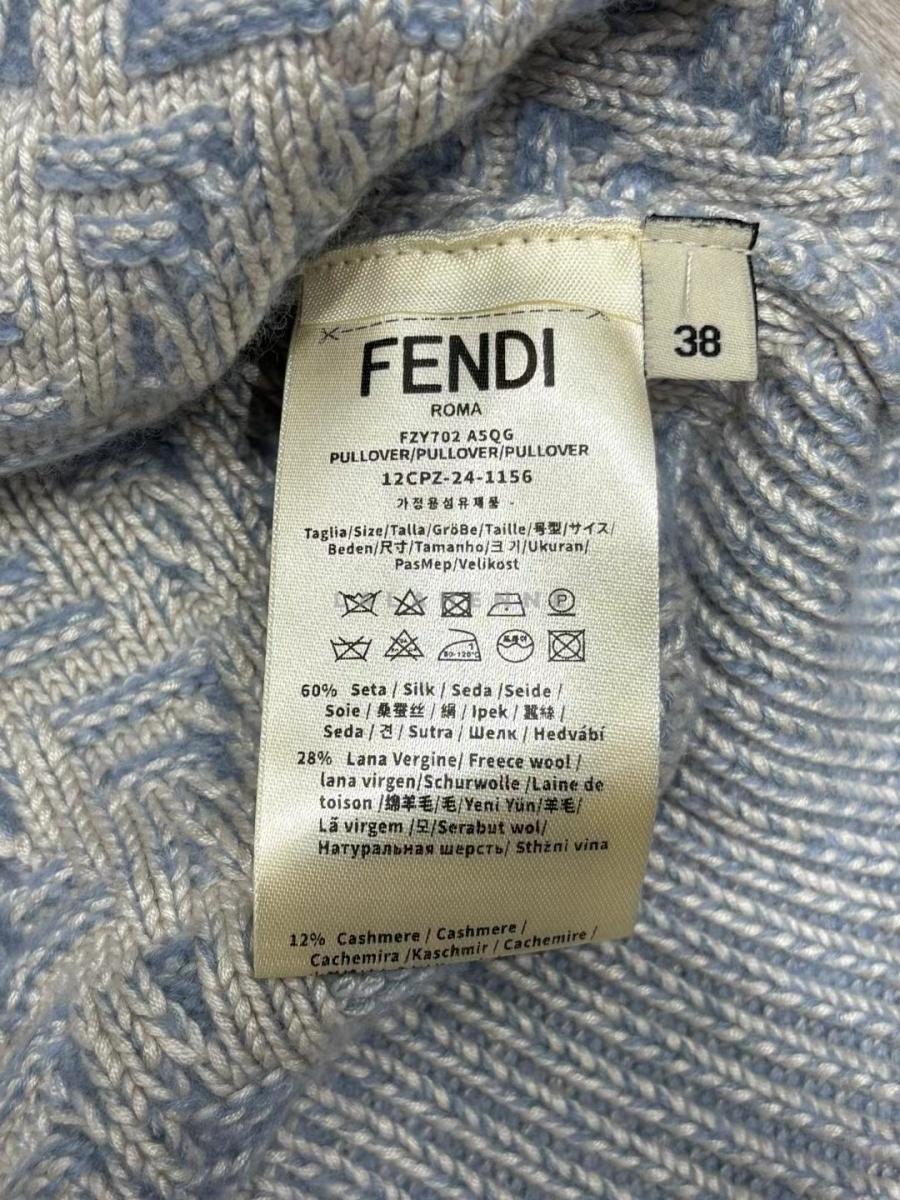 FENDI
ROMA
FZY702 A5QG
PULLOVER/PULLOVER/PULLOVER
12CPZ-24-1156
가정용섬유제품 -
Taglia/Size/Talla/GröBe/Taille/号型/サイズ/
Beden/尺寸/Tamanho/크기/Ukuran/
PasMep/Velikost
P
80-120°C
60% Seta / Silk / Seda /Seide /
Soie / 桑蚕丝 / 絹 / Ipek / 蠶絲 /
Seda / 견 / Sutra / Шелк / Hedvábí
28% Lana Vergine/ Freece wool /
lana virgen/Schurwolle /Laine de
toison /绵羊毛/毛/Yeni Yün/羊毛/
Lã virgem /모/Serabut wol/
Натуральная шерсть/ Sthžni vina
12% Cashmere / Cashmere /
Cachemira /Kaschmir / Cachemire /
38